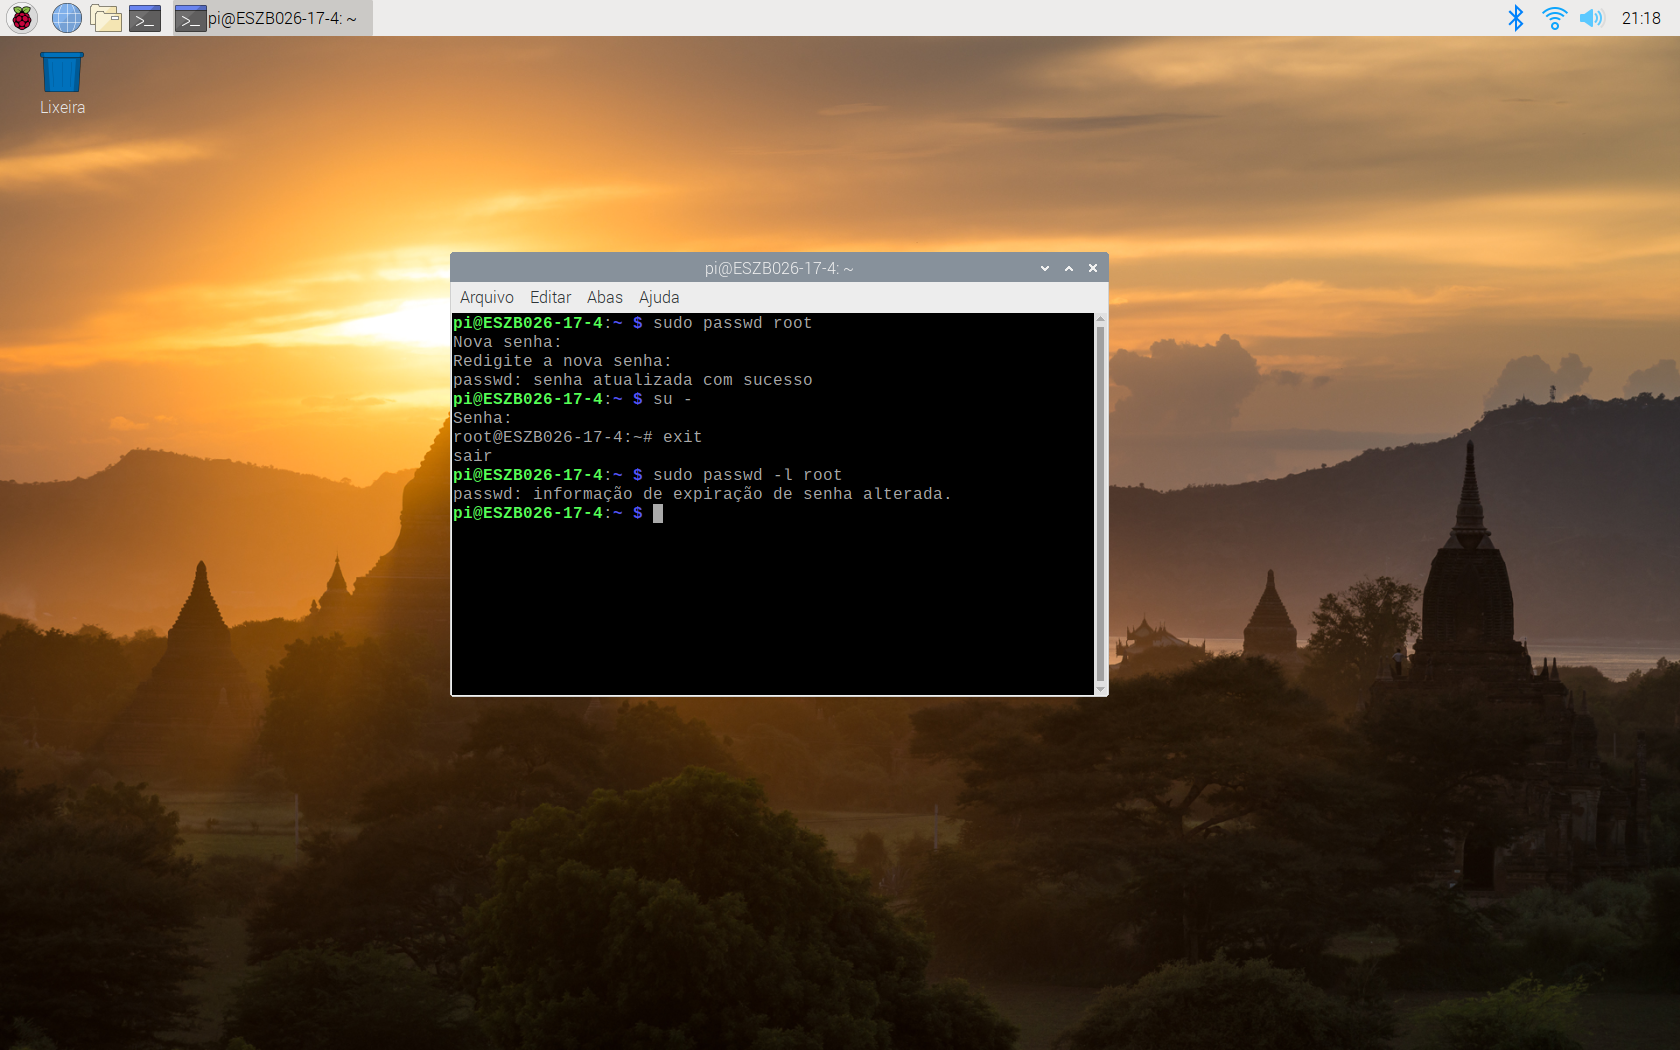 pi@ESZB026-17-4: ~
21:18
Lixeira
pi@ESZB026-17-4: ~
Arquivo Editar Abas Ajuda
pi@ESZB026-17-4:~ $ sudo passwd root
Nova senha:
Redigite a nova senha:
passwd: senha atualizada com sucesso
pi@ESZB026-17-4:~ $ su -
Senha:
root@ESZB026-17-4:~# exit
sair
pi@ESZB026-17-4:~ $ sudo passwd -l root
passwd: informação de expiração de senha alterada.
pi@ESZB026-17-4:~ $